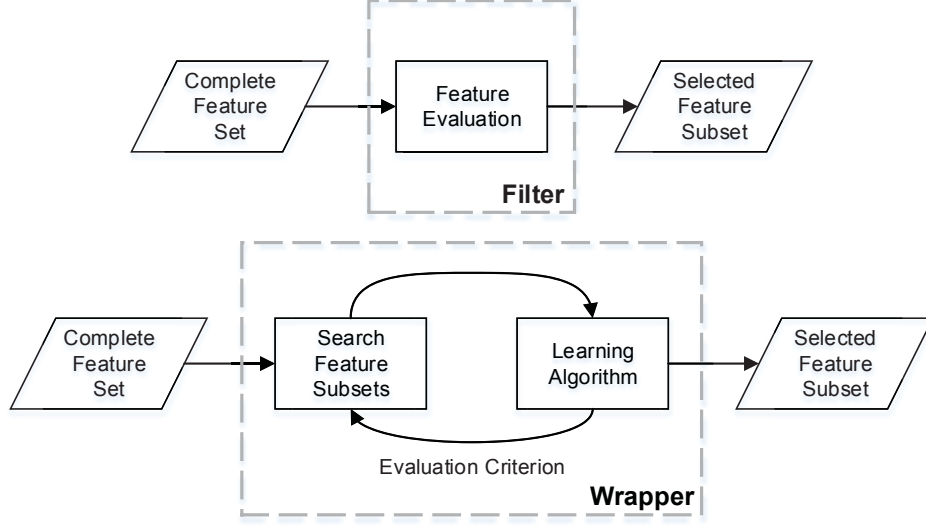 Complete
Feature
Set
Feature
Evaluation
Selected
Feature
Subset
Filter
Complete
Feature
Set
Search
Feature
Subsets
Learning
Algorithm
Selected
Feature
Subset
Evaluation Criterion
Wrapper